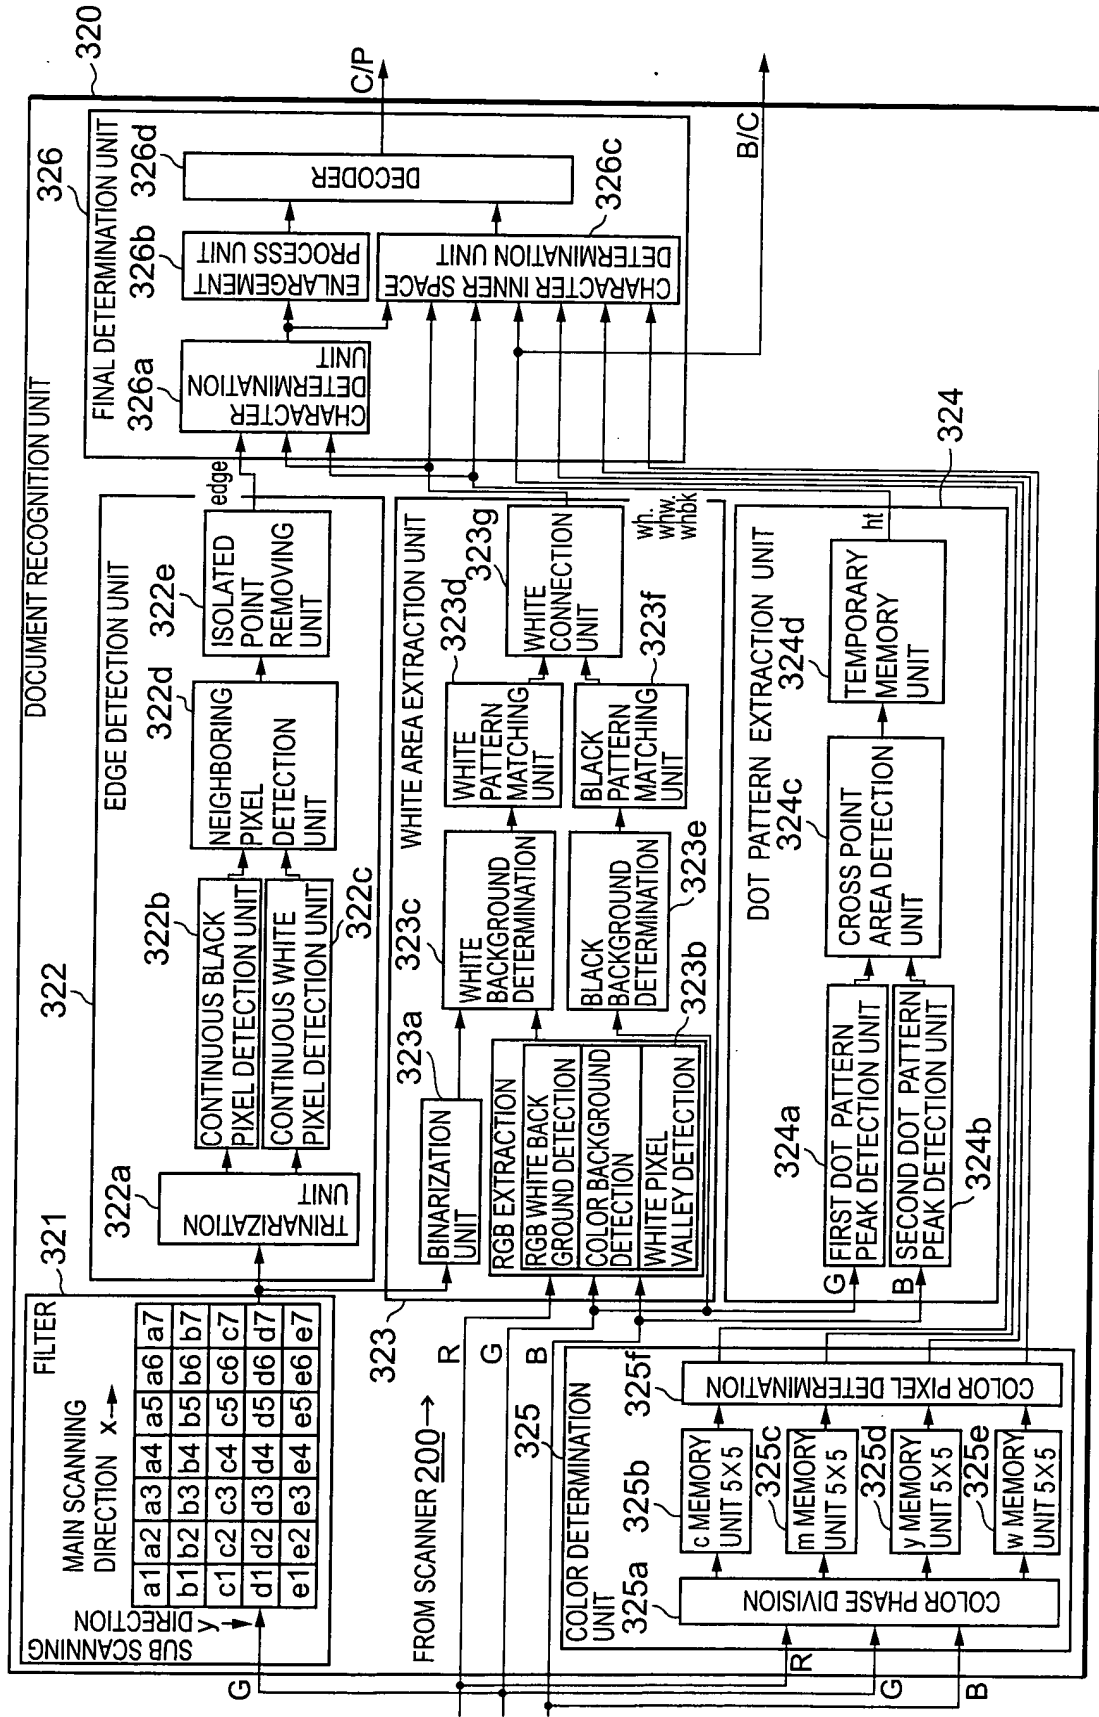 DOCUMENT RECOGNITION UNIT
320
FILTER
321
MAIN SCANNING
DIRECTION x
SUB SCANNING
DIRECTION
y
a1 a2 a3 a4 a5 a6 a7
b1 b2 b3 b4 b5 b6 b7
c1 c2 c3 c4 c5 c6 c7
d1 d2 d3 d4 d5 d6 d7
e1 e2 e3 e4 e5 e6 e7
G
322
EDGE DETECTION UNIT
322a
TRINARIZATION
UNIT
322b
CONTINUOUS BLACK
PIXEL DETECTION UNIT
CONTINUOUS WHITE
PIXEL DETECTION UNIT
322c
322d
NEIGHBORING
PIXEL
DETECTION
UNIT
322e
ISOLATED
POINT
REMOVING
UNIT
edge
326
FINAL DETERMINATION UNIT
326a
CHARACTER
DETERMINATION
UNIT
326b
ENLARGEMENT
PROCESS UNIT
CHARACTER INNER SPACE
DETERMINATION UNIT
326c
326d
DECODER
C/P
B/C
323
WHITE AREA EXTRACTION UNIT
323a
BINARIZATION
UNIT
RGB EXTRACTION
RGB WHITE BACK
GROUND DETECTION
COLOR BACKGROUND
DETECTION
WHITE PIXEL
VALLEY DETECTION
323b
323c
WHITE
BACKGROUND
DETERMINATION
BLACK
BACKGROUND
DETERMINATION
323e
323d
WHITE
PATTERN
MATCHING
UNIT
BLACK
PATTERN
MATCHING
UNIT
323f
323g
WHITE
CONNECTION
UNIT
wh.
whw.
whbk
FROM SCANNER 200
R
G
B
DOT PATTERN EXTRACTION UNIT
324
G
B
324a
FIRST DOT PATTERN
PEAK DETECTION UNIT
SECOND DOT PATTERN
PEAK DETECTION UNIT
324b
324c
CROSS POINT
AREA DETECTION
UNIT
324d
TEMPORARY
MEMORY
UNIT
ht
325
COLOR DETERMINATION
UNIT
R
G
B
325a
COLOR PHASE DIVISION
325b
c MEMORY
UNIT 5×5
325c
m MEMORY
UNIT 5×5
325d
y MEMORY
UNIT 5×5
325e
w MEMORY
UNIT 5×5
325f
COLOR PIXEL DETERMINATION